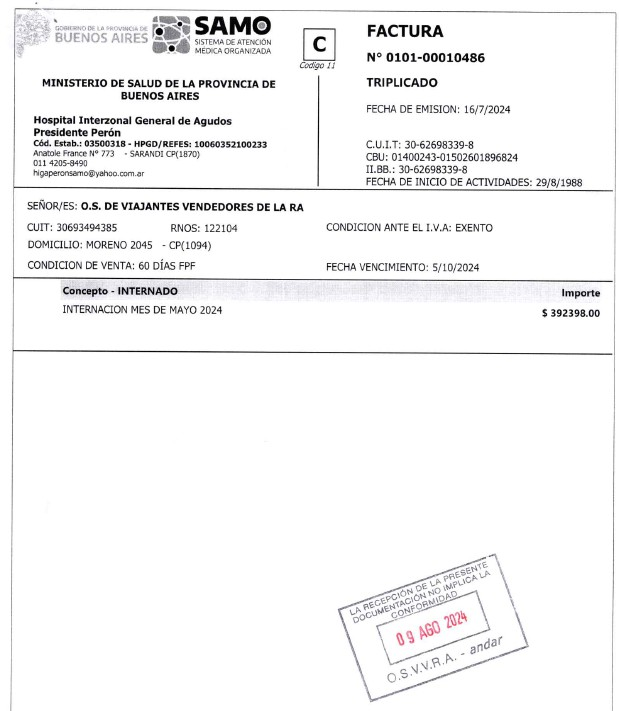 GOBIERNO DE LA PROVINCIA DE
BUENOS AIRES
SAMO
SISTEMA DE ATENCIÓN
MÉDICA ORGANIZADA
C
Codigo 11
FACTURA
N° 0101-00010486
TRIPLICADO
FECHA DE EMISION: 16/7/2024
MINISTERIO DE SALUD DE LA PROVINCIA DE
BUENOS AIRES
Hospital Interzonal General de Agudos
Presidente Perón
Cód. Estab.: 03500318 - HPGD/REFES: 10060352100233
Anatole France Nº 773 - SARANDI CP(1870)
011 4205-8490
higaperonsamo@yahoo.com.ar
C.U.I.T: 30-62698339-8
CBU: 01400243-01502601896824
II.BB.: 30-62698339-8
FECHA DE INICIO DE ACTIVIDADES: 29/8/1988
SEÑOR/ES: O.S. DE VIAJANTES VENDEDORES DE LA RA
CUIT: 30693494385 RNOS: 122104 CONDICION ANTE EL I.V.A: EXENTO
DOMICILIO: MORENO 2045 - CP(1094)
CONDICION DE VENTA: 60 DÍAS FPF FECHA VENCIMIENTO: 5/10/2024
Concepto - INTERNADO Importe
INTERNACION MES DE MAYO 2024 $ 392398.00
LA RECEPCIÓN DE LA PRESENTE
DOCUMENTACIÓN NO IMPLICA LA
CONFORMIDAD
09 AGO 2024
O.S.V.V.R.A. - andar